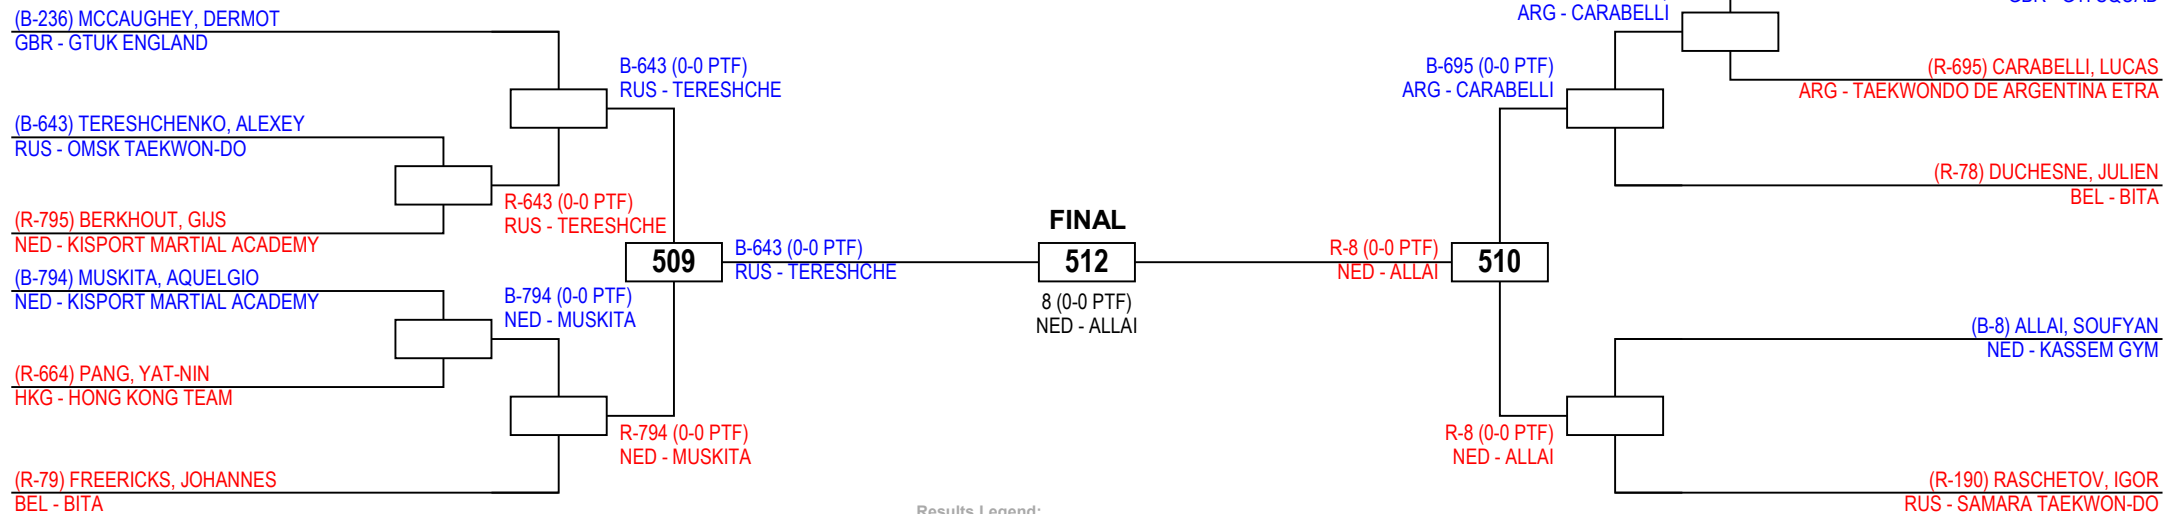 (B-236) MCCAUGHEY, DERMOT
GBR - GTUK ENGLAND
B-643 (0-0 PTF)
RUS - TERESHCHE
(B-643) TERESHCHENKO, ALEXEY
RUS - OMSK TAEKWON-DO
R-643 (0-0 PTF)
RUS - TERESHCHE
(R-795) BERKHOUT, GIJS
NED - KISPORT MARTIAL ACADEMY
509
B-643 (0-0 PTF)
RUS - TERESHCHE
(B-794) MUSKITA, AQUELGIO
NED - KISPORT MARTIAL ACADEMY
B-794 (0-0 PTF)
NED - MUSKITA
(R-664) PANG, YAT-NIN
HKG - HONG KONG TEAM
R-794 (0-0 PTF)
NED - MUSKITA
(R-79) FREERICKS, JOHANNES
BEL - BITA
FINAL
512
8 (0-0 PTF)
NED - ALLAI
ARG - CARABELLI
B-695 (0-0 PTF)
ARG - CARABELLI
(R-695) CARABELLI, LUCAS
ARG - TAEKWONDO DE ARGENTINA ETRA
(R-78) DUCHESNE, JULIEN
BEL - BITA
R-8 (0-0 PTF)
NED - ALLAI
510
(B-8) ALLAI, SOUFYAN
NED - KASSEM GYM
R-8 (0-0 PTF)
NED - ALLAI
(R-190) RASCHETOV, IGOR
RUS - SAMARA TAEKWON-DO
Results Legend: